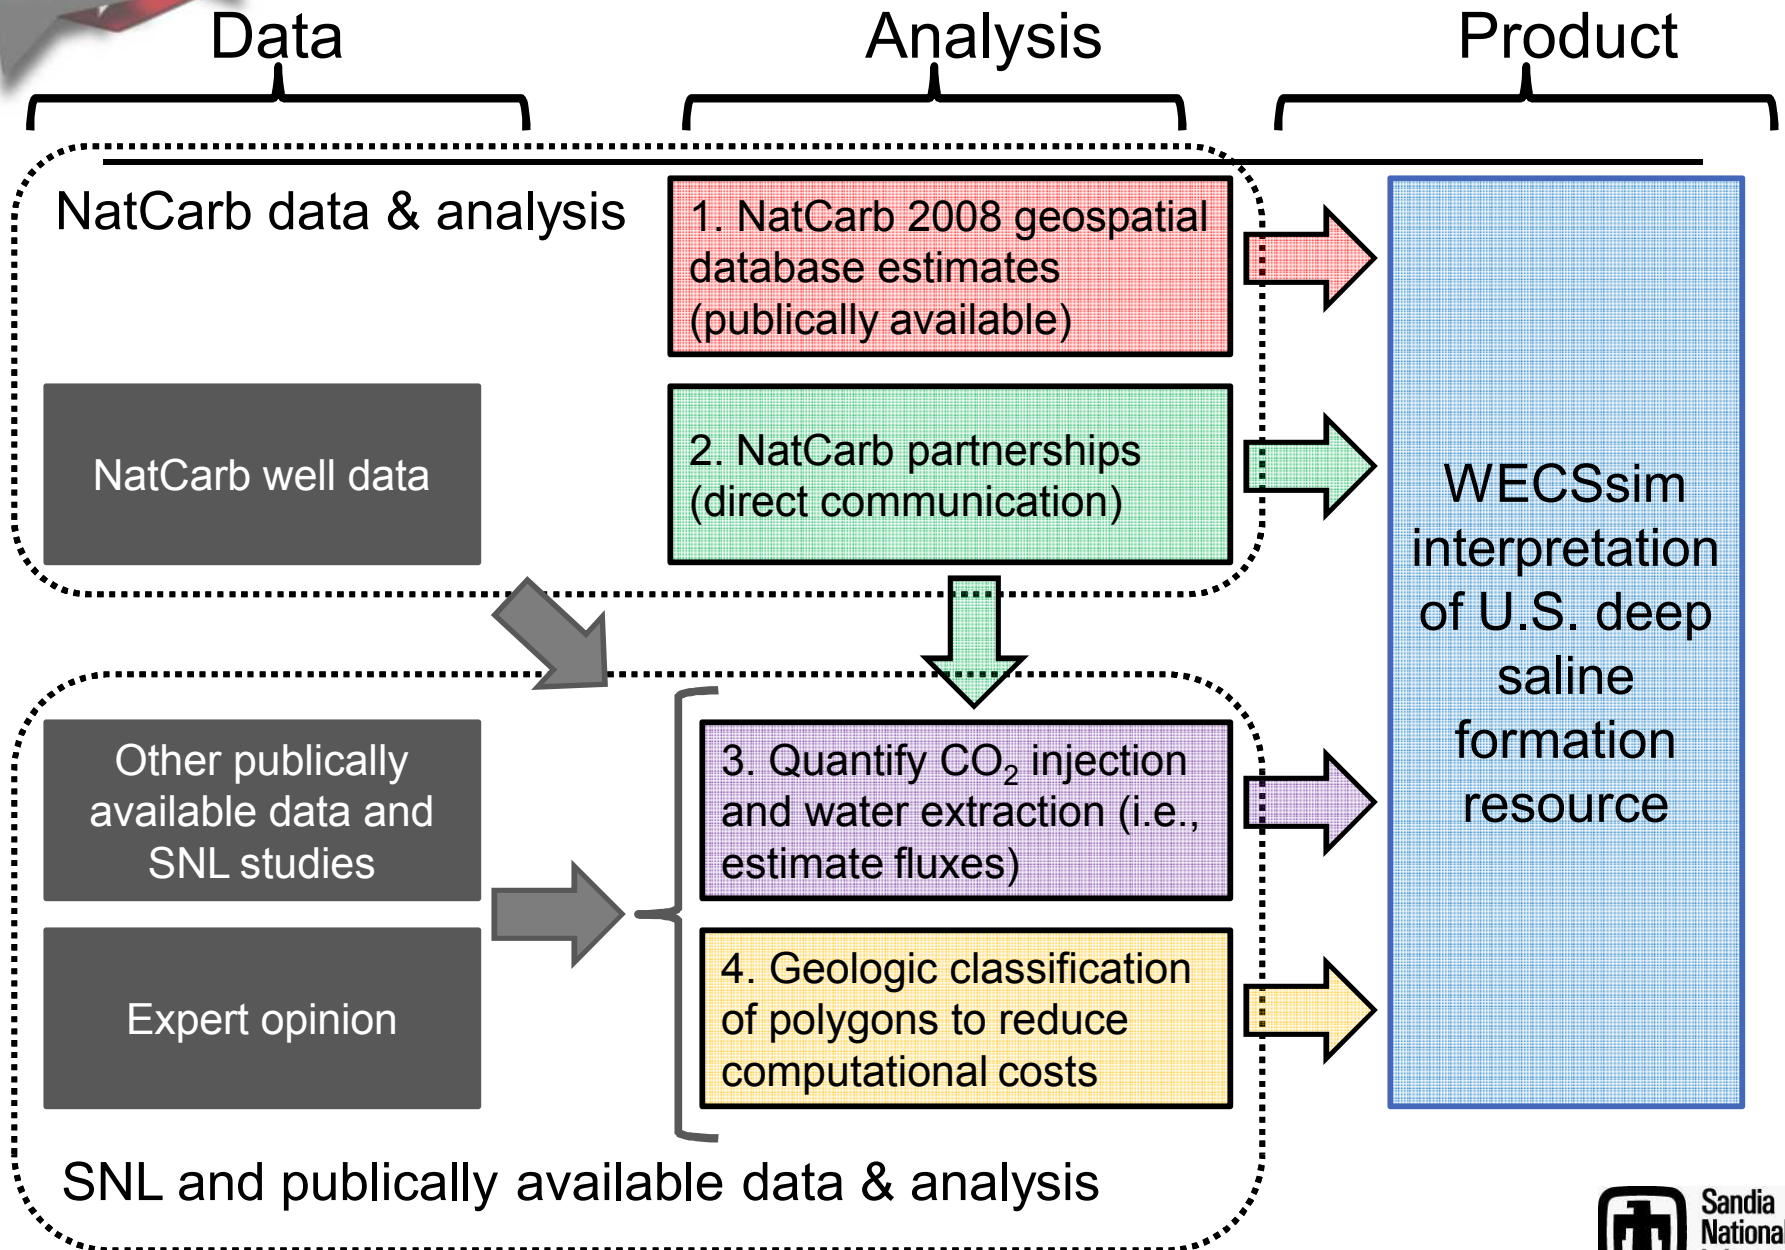 Data
Analysis
Product
NatCarb data & analysis
1. NatCarb 2008 geospatial
database estimates
(publically available)
NatCarb well data
2. NatCarb partnerships
(direct communication)
WECSsim
interpretation
of U.S. deep
saline
formation
resource
Other publically
available data and
SNL studies
3. Quantify CO₂ injection
and water extraction (i.e.,
estimate fluxes)
Expert opinion
4. Geologic classification
of polygons to reduce
computational costs
SNL and publically available data & analysis
Sandia
National